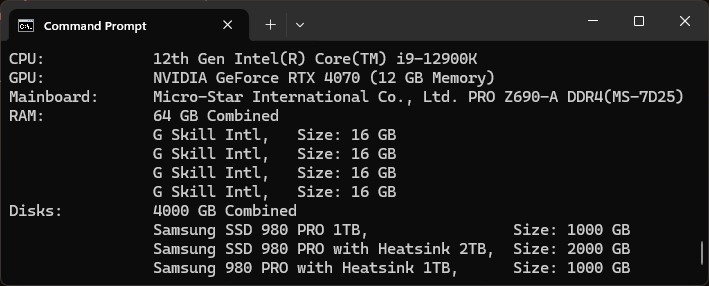 Command Prompt
CPU: 12th Gen Intel(R) Core(TM) i9-12900K
GPU: NVIDIA GeForce RTX 4070 (12 GB Memory)
Mainboard: Micro-Star International Co., Ltd. PRO Z690-A DDR4(MS-7D25)
RAM: 64 GB Combined
G Skill Intl, Size: 16 GB
G Skill Intl, Size: 16 GB
G Skill Intl, Size: 16 GB
G Skill Intl, Size: 16 GB
Disks: 4000 GB Combined
Samsung SSD 980 PRO 1TB, Size: 1000 GB
Samsung SSD 980 PRO with Heatsink 2TB, Size: 2000 GB
Samsung 980 PRO with Heatsink 1TB, Size: 1000 GB